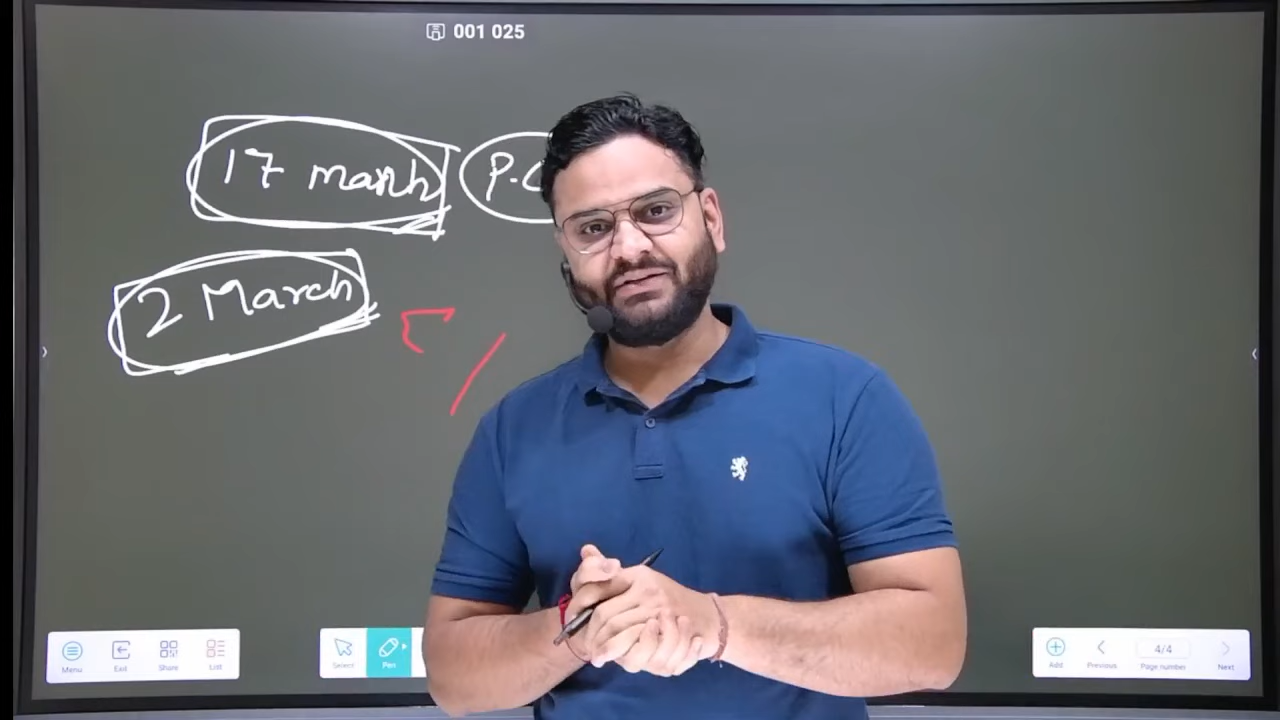 001 025
17 march P.C
2 March
Menu Exit Share List
Select Pen
Add Previous 4/4 Page number Next